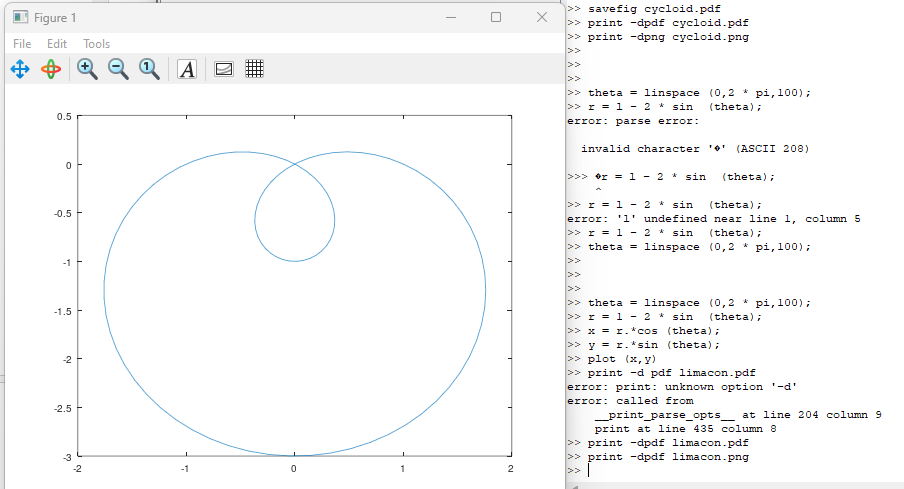 Figure 1
File Edit Tools
A
0.5
0
-0.5
-1
-1.5
-2
-2.5
-3
-2 -1 0 1 2
>> savefig cycloid.pdf
>> print -dpdf cycloid.pdf
>> print -dpng cycloid.png
>>
>>
>>
>> theta = linspace (0,2 * pi,100);
>> r = 1 - 2 * sin  (theta);
error: parse error:
  invalid character '�' (ASCII 208)
>>> �r = 1 - 2 * sin  (theta);
    ^
>> r = l - 2 * sin  (theta);
error: 'l' undefined near line 1, column 5
>> r = 1 - 2 * sin  (theta);
>> theta = linspace (0,2 * pi,100);
>>
>>
>>
>> theta = linspace (0,2 * pi,100);
>> r = 1 - 2 * sin  (theta);
>> x = r.*cos (theta);
>> y = r.*sin (theta);
>> plot (x,y)
>> print -d pdf limacon.pdf
error: print: unknown option '-d'
error: called from
    __print_parse_opts__ at line 204 column 9
    print at line 435 column 8
>> print -dpdf limacon.pdf
>> print -dpdf limacon.png
>>